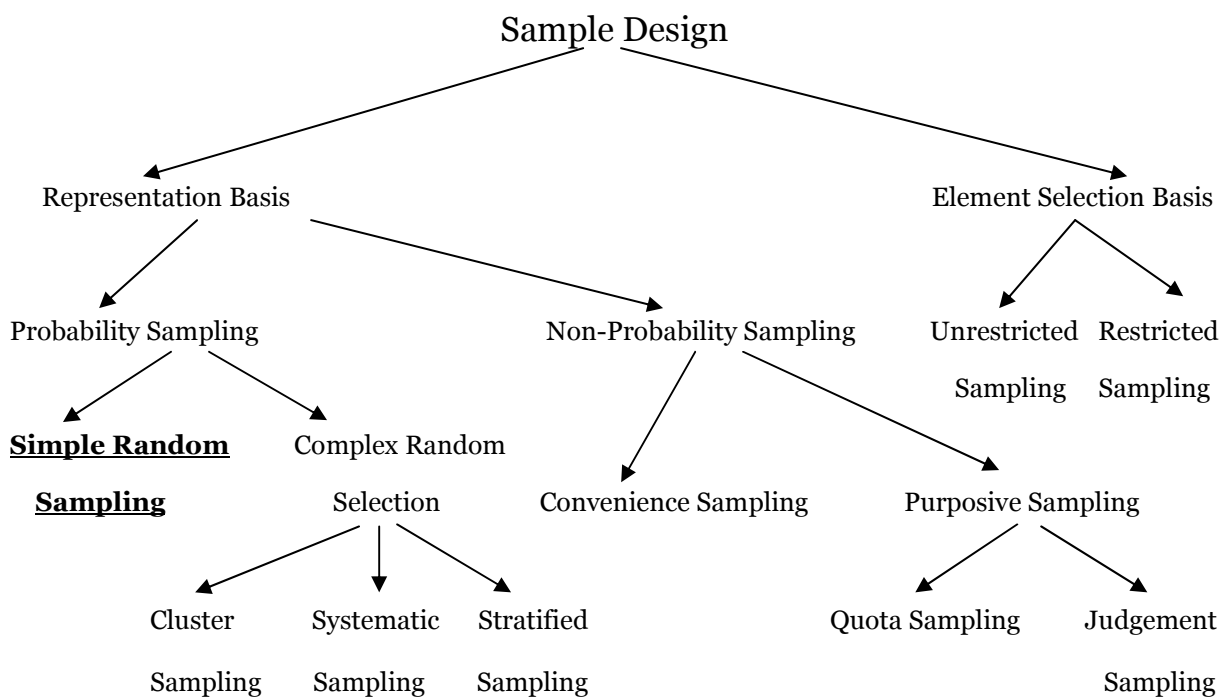 Sample Design
Representation Basis
Element Selection Basis
Probability Sampling
Non-Probability Sampling
Unrestricted
Sampling
Restricted
Sampling
Simple Random
Sampling
Complex Random
Selection
Convenience Sampling
Purposive Sampling
Cluster
Sampling
Systematic
Sampling
Stratified
Sampling
Quota Sampling
Judgement
Sampling